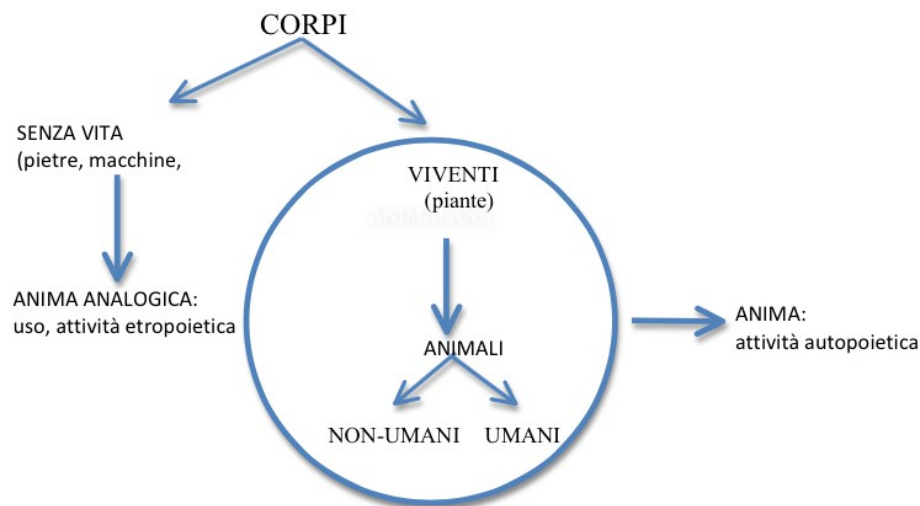 CORPI
SENZA VITA
(pietre, macchine,
VIVENTI
(piante)
ANIMA ANALOGICA:
uso, attività etropoietica
ANIMALI
NON-UMANI UMANI
ANIMA:
attività autopoietica